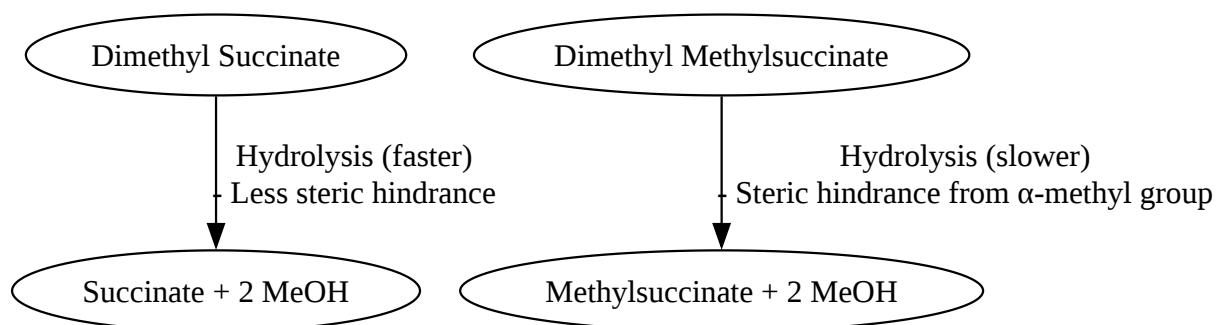 Dimethyl Succinate
Dimethyl Methylsuccinate
Hydrolysis (faster)
- Less steric hindrance
Hydrolysis (slower)
- Steric hindrance from α-methyl group
Succinate + 2 MeOH
Methylsuccinate + 2 MeOH